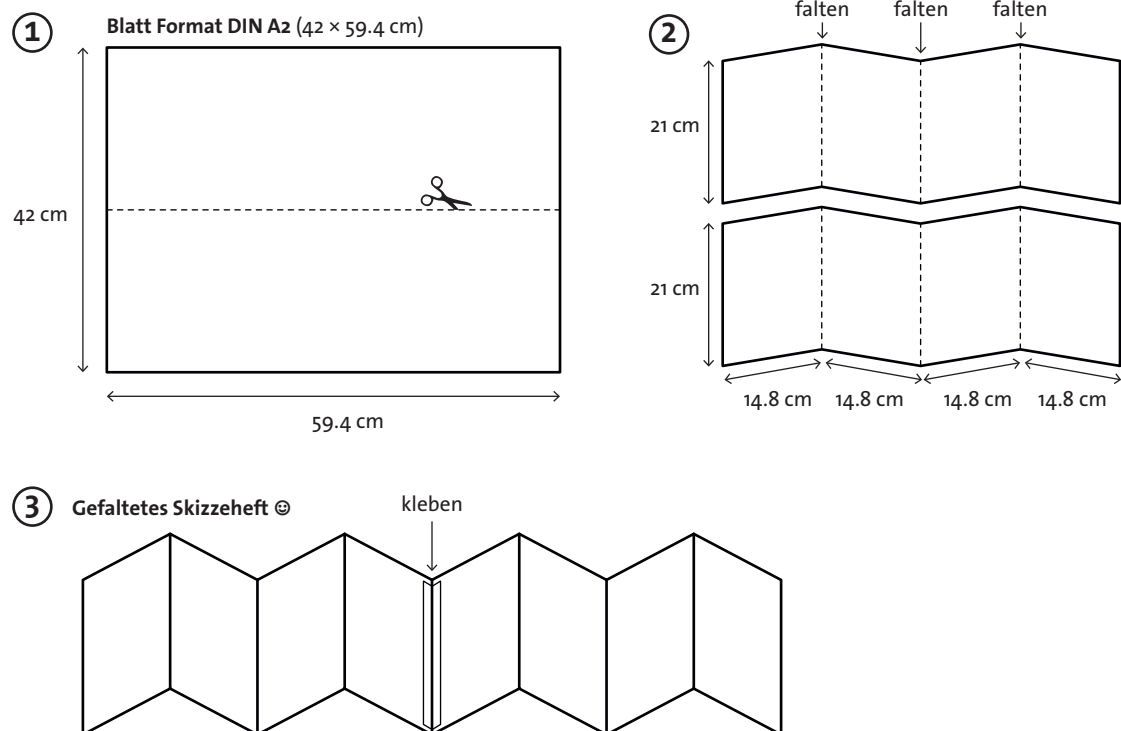 1
Blatt Format DIN A2 (42 × 59.4 cm)
42 cm
59.4 cm
2
falten falten falten
21 cm
21 cm
14.8 cm 14.8 cm 14.8 cm 14.8 cm
3
Gefaltetes Skizzeheft ☺
kleben